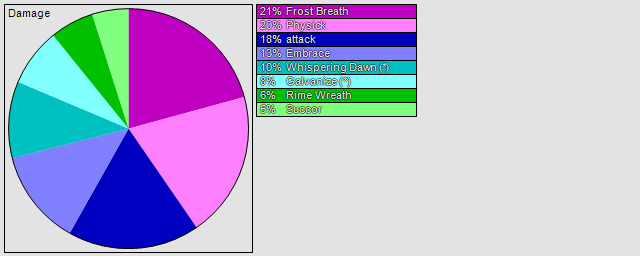 Damage
21% Frost Breath
20% Physick
18% attack
13% Embrace
10% Whispering Dawn (*)
8% Galvanize (*)
6% Rime Wreath
5% Succor